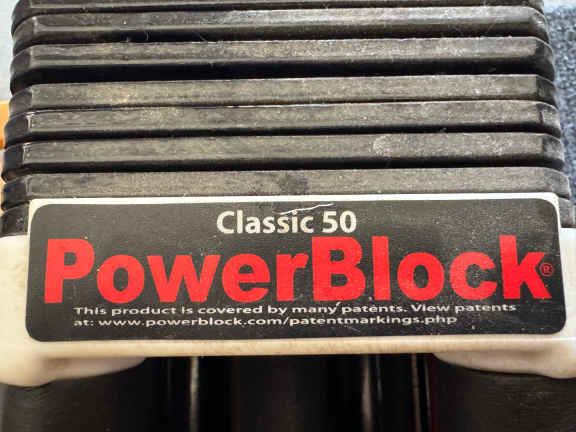 Classic 50
PowerBlock®
This product is covered by many patents. View patents
at: www.powerblock.com/patentmarkings.php